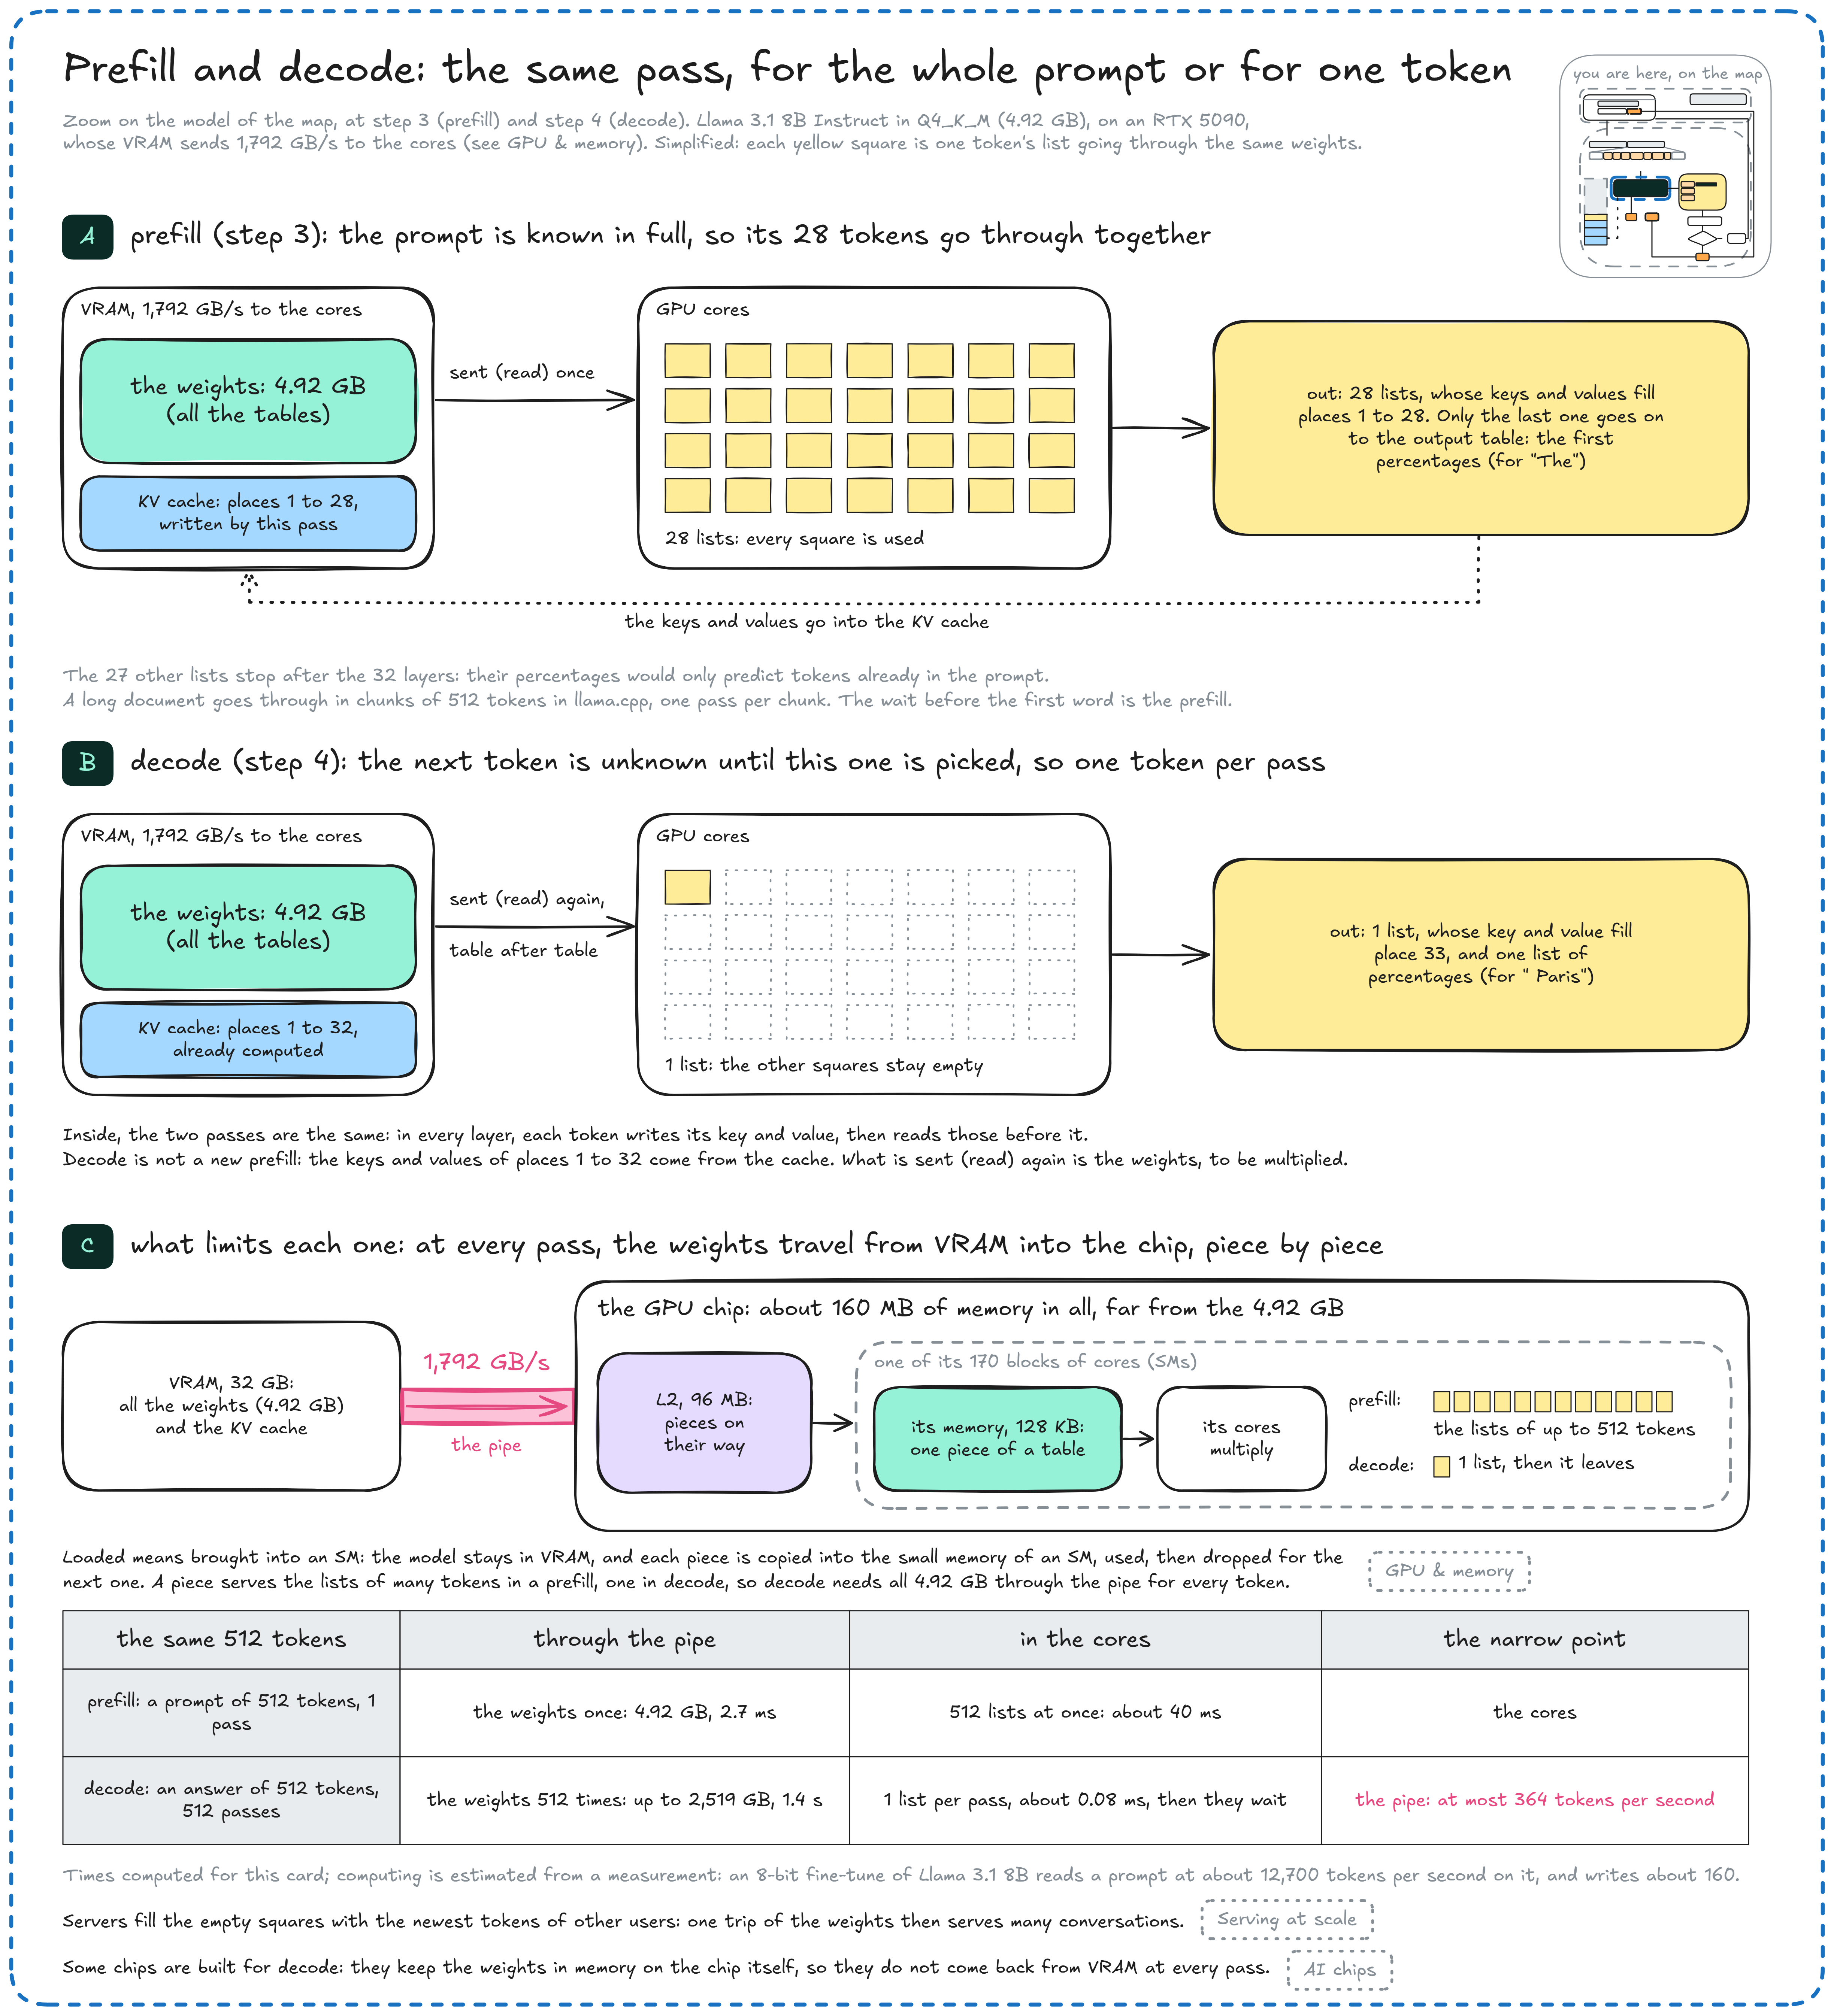 Prefill and decode: the same pass, for the whole prompt or for one token
you are here, on the map
Zoom on the model of the map, at step 3 (prefill) and step 4 (decode). Llama 3.1 8B Instruct in Q4_K_M (4.92 GB), on an RTX 5090,
whose VRAM sends 1,792 GB/s to the cores (see GPU & memory). Simplified: each yellow square is one token's list going through the same weights.
A
prefill (step 3): the prompt is known in full, so its 28 tokens go through together
VRAM, 1,792 GB/s to the cores
the weights: 4.92 GB
(all the tables)
KV cache: places 1 to 28,
written by this pass
sent (read) once
GPU cores
28 lists: every square is used
out: 28 lists, whose keys and values fill
places 1 to 28. Only the last one goes on
to the output table: the first
percentages (for "The")
the keys and values go into the KV cache
The 27 other lists stop after the 32 layers: their percentages would only predict tokens already in the prompt.
A long document goes through in chunks of 512 tokens in llama.cpp, one pass per chunk. The wait before the first word is the prefill.
B
decode (step 4): the next token is unknown until this one is picked, so one token per pass
VRAM, 1,792 GB/s to the cores
the weights: 4.92 GB
(all the tables)
KV cache: places 1 to 32,
already computed
sent (read) again,
table after table
GPU cores
1 list: the other squares stay empty
out: 1 list, whose key and value fill
place 33, and one list of
percentages (for " Paris")
Inside, the two passes are the same: in every layer, each token writes its key and value, then reads those before it.
Decode is not a new prefill: the keys and values of places 1 to 32 come from the cache. What is sent (read) again is the weights, to be multiplied.
C
what limits each one: at every pass, the weights travel from VRAM into the chip, piece by piece
VRAM, 32 GB:
all the weights (4.92 GB)
and the KV cache
1,792 GB/s
the pipe
the GPU chip: about 160 MB of memory in all, far from the 4.92 GB
L2, 96 MB:
pieces on
their way
one of its 170 blocks of cores (SMs)
its memory, 128 KB:
one piece of a table
its cores
multiply
prefill:
the lists of up to 512 tokens
decode:
1 list, then it leaves
Loaded means brought into an SM: the model stays in VRAM, and each piece is copied into the small memory of an SM, used, then dropped for the
next one. A piece serves the lists of many tokens in a prefill, one in decode, so decode needs all 4.92 GB through the pipe for every token.
GPU & memory
the same 512 tokens
through the pipe
in the cores
the narrow point
prefill: a prompt of 512 tokens, 1
pass
the weights once: 4.92 GB, 2.7 ms
512 lists at once: about 40 ms
the cores
decode: an answer of 512 tokens,
512 passes
the weights 512 times: up to 2,519 GB, 1.4 s
1 list per pass, about 0.08 ms, then they wait
the pipe: at most 364 tokens per second
Times computed for this card; computing is estimated from a measurement: an 8-bit fine-tune of Llama 3.1 8B reads a prompt at about 12,700 tokens per second on it, and writes about 160.
Servers fill the empty squares with the newest tokens of other users: one trip of the weights then serves many conversations.
Serving at scale
Some chips are built for decode: they keep the weights in memory on the chip itself, so they do not come back from VRAM at every pass.
AI chips